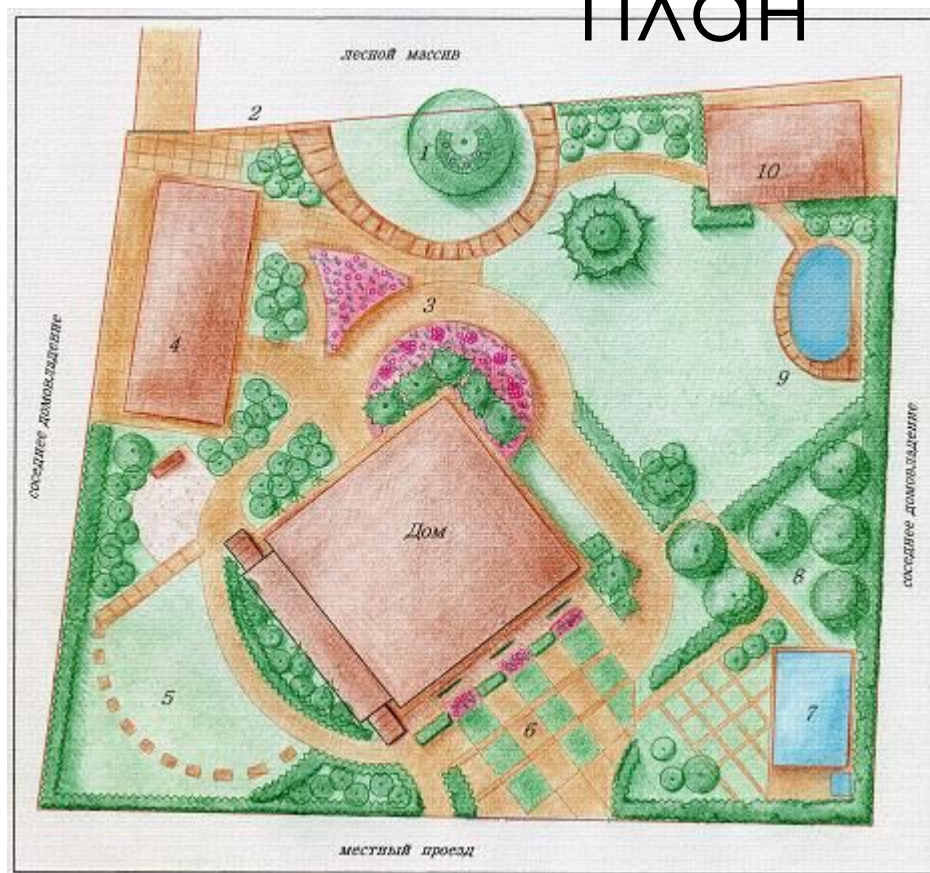 План
лесной массив
2
1
10
3
4
9
соседнее домовладение
соседнее домовладение
Дом
8
5
6
7
местный проезд